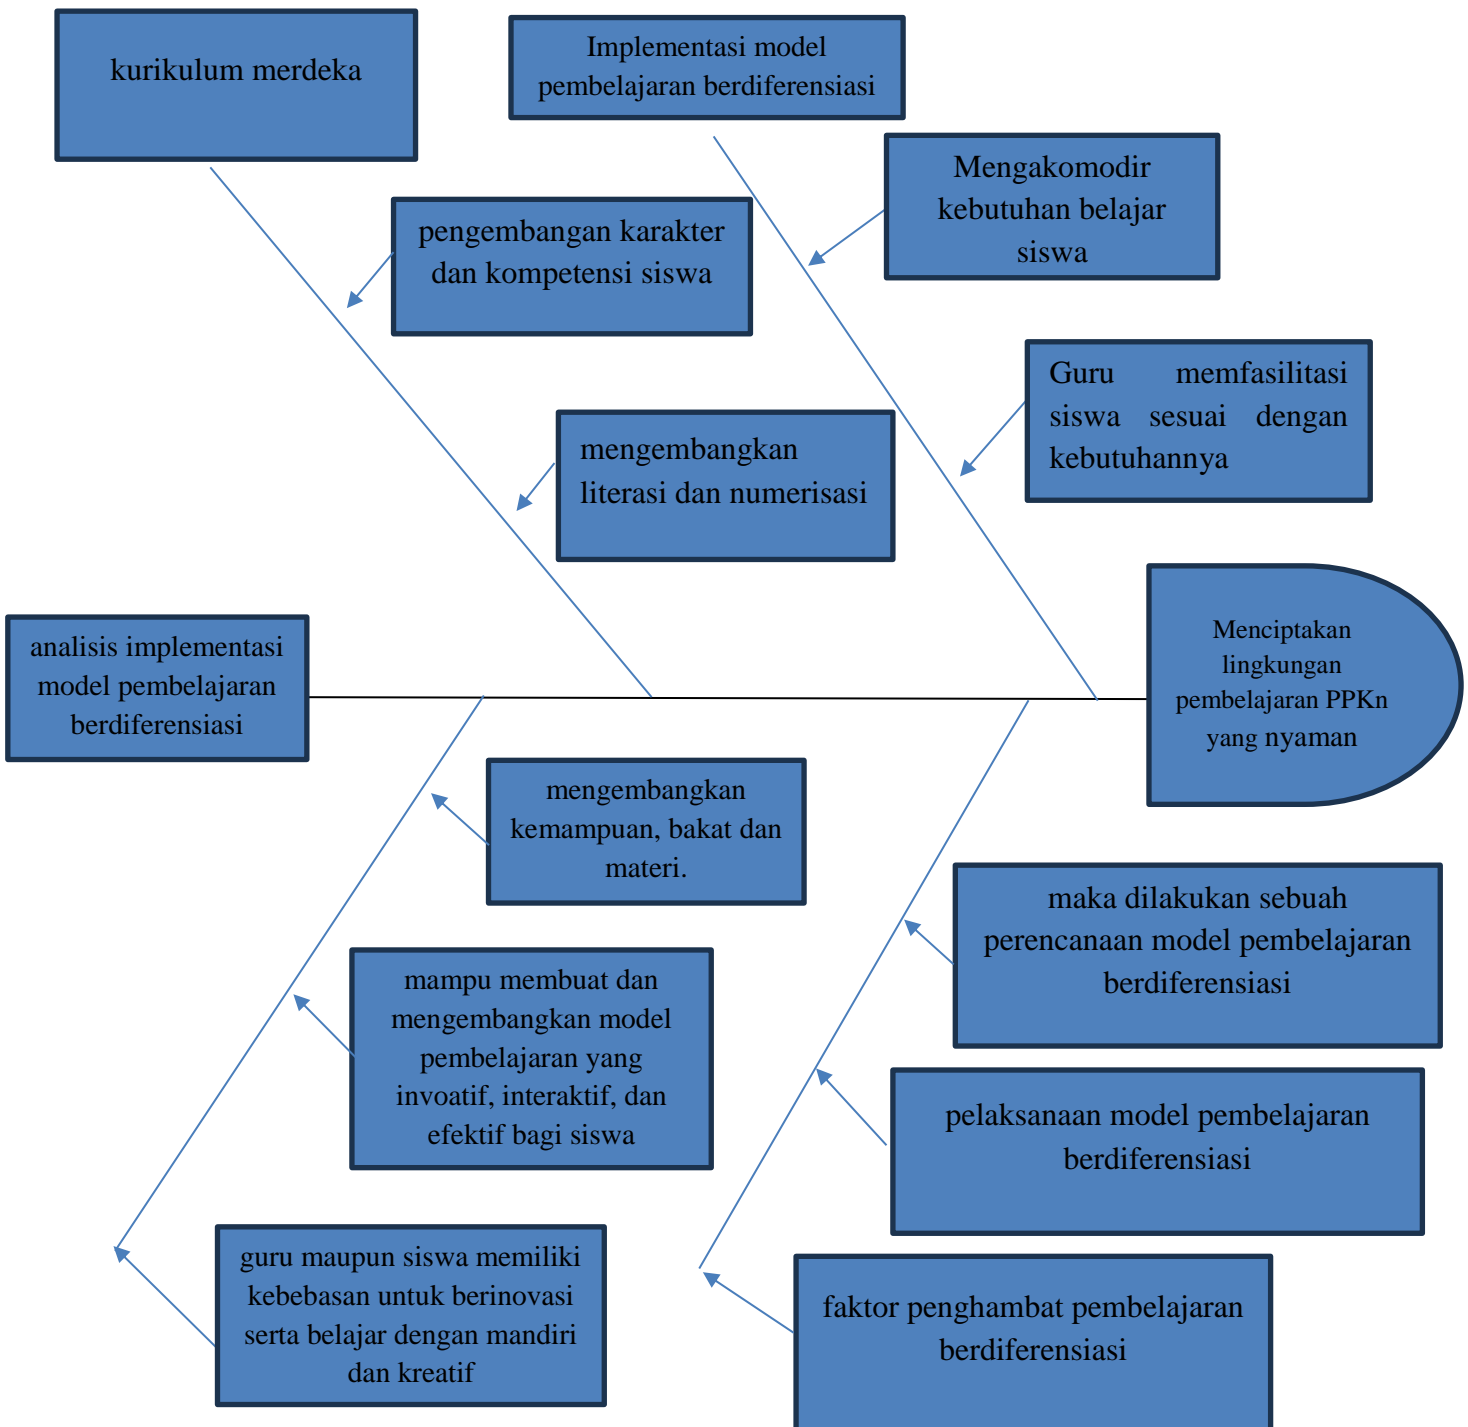 kurikulum merdeka
Implementasi model
pembelajaran berdiferensiasi
Mengakomodir
kebutuhan belajar
siswa
pengembangan karakter
dan kompetensi siswa
Guru memfasilitasi
siswa sesuai dengan
kebutuhannya
mengembangkan
literasi dan numerisasi
analisis implementasi
model pembelajaran
berdiferensiasi
Menciptakan
lingkungan
pembelajaran PPKn
yang nyaman
mengembangkan
kemampuan, bakat dan
materi.
maka dilakukan sebuah
perencanaan model pembelajaran
berdiferensiasi
mampu membuat dan
mengembangkan model
pembelajaran yang
invoatif, interaktif, dan
efektif bagi siswa
pelaksanaan model pembelajaran
berdiferensiasi
guru maupun siswa memiliki
kebebasan untuk berinovasi
serta belajar dengan mandiri
dan kreatif
faktor penghambat pembelajaran
berdiferensiasi